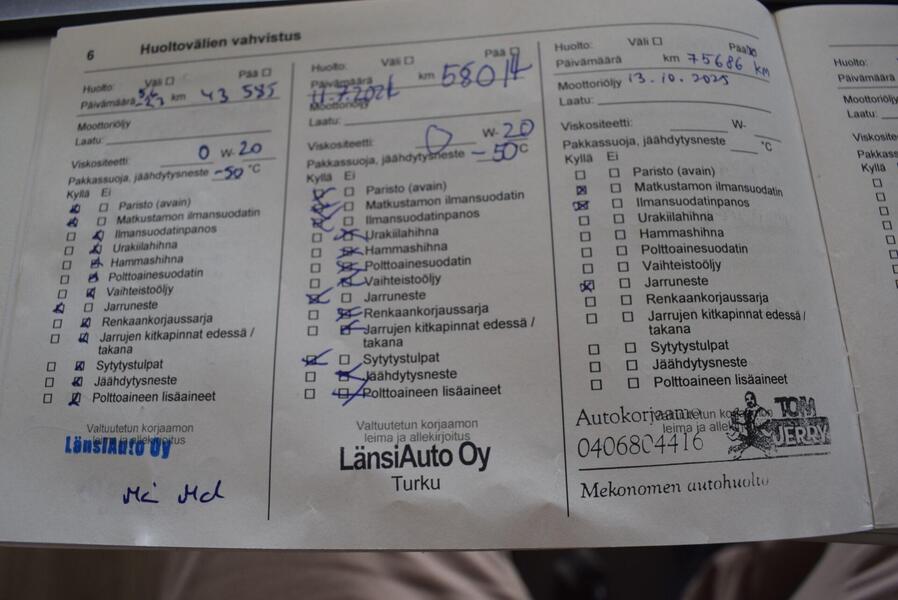 6 Huoltovälien vahvistus
Huolto: Väli ☐ Pää ☐
Päivämäärä km 43 585
Moottoriöljy
Laatu:
Viskositeetti: 0 W- 20
Pakkassuoja, jäähdytysneste -50 °C
Kyllä Ei
Paristo (avain)
Matkustamon ilmansuodatin
Ilmansuodatinpanos
Urakiilahihna
Hammashihna
Polttoainesuodatin
Vaihteistoöljy
Jarruneste
Renkaankorjaussarja
Jarrujen kitkapinnat edessä /
takana
Sytytystulpat
Jäähdytysneste
Polttoaineen lisäaineet
Valtuutetun korjaamon
leima ja allekirjoitus
LänsiAuto Oy
Huolto: Väli ☐ Pää ☐
Päivämäärä km
Moottoriöljy
Laatu:
Viskositeetti: 0 W- 20
Pakkassuoja, jäähdytysneste -50 °C
Kyllä Ei
Paristo (avain)
Matkustamon ilmansuodatin
Ilmansuodatinpanos
Urakiilahihna
Hammashihna
Polttoainesuodatin
Vaihteistoöljy
Jarruneste
Renkaankorjaussarja
Jarrujen kitkapinnat edessä /
takana
Sytytystulpat
Jäähdytysneste
Polttoaineen lisäaineet
Valtuutetun korjaamon
leima ja allekirjoitus
LänsiAuto Oy
Turku
Huolto: Väli ☐ Pää
Päivämäärä km 75686 km
Moottoriöljy 13.10.2025
Laatu:
Viskositeetti: W-
Pakkassuoja, jäähdytysneste °C
Kyllä Ei
Paristo (avain)
Matkustamon ilmansuodatin
Ilmansuodatinpanos
Urakiilahihna
Hammashihna
Polttoainesuodatin
Vaihteistoöljy
Jarruneste
Renkaankorjaussarja
Jarrujen kitkapinnat edessä /
takana
Sytytystulpat
Jäähdytysneste
Polttoaineen lisäaineet
Autokorjaamo
0406804416
TOM
JERRY
Mekonomen autohuolto
Huolto:
Päivämäärä
Laatu:
Kyllä